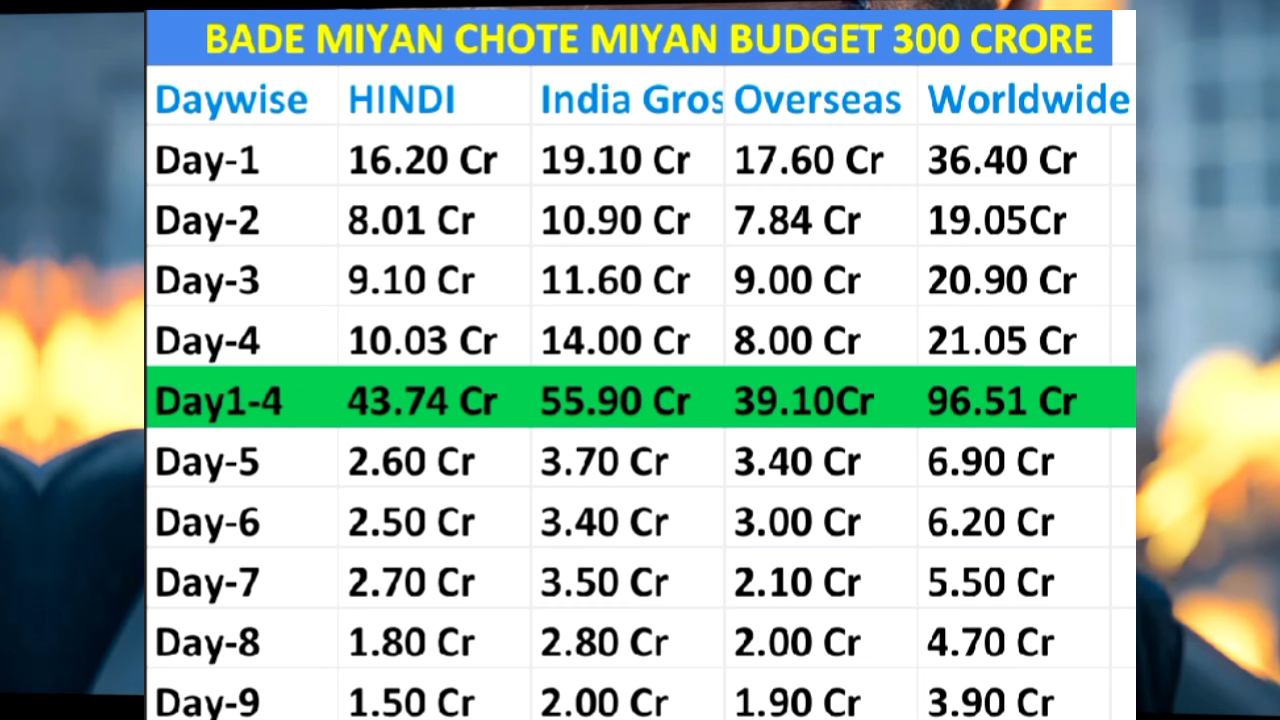 BADE MIYAN CHOTE MIYAN BUDGET 300 CRORE
Daywise HINDI India Gros Overseas Worldwide
Day-1 16.20 Cr 19.10 Cr 17.60 Cr 36.40 Cr
Day-2 8.01 Cr 10.90 Cr 7.84 Cr 19.05Cr
Day-3 9.10 Cr 11.60 Cr 9.00 Cr 20.90 Cr
Day-4 10.03 Cr 14.00 Cr 8.00 Cr 21.05 Cr
Day1-4 43.74 Cr 55.90 Cr 39.10Cr 96.51 Cr
Day-5 2.60 Cr 3.70 Cr 3.40 Cr 6.90 Cr
Day-6 2.50 Cr 3.40 Cr 3.00 Cr 6.20 Cr
Day-7 2.70 Cr 3.50 Cr 2.10 Cr 5.50 Cr
Day-8 1.80 Cr 2.80 Cr 2.00 Cr 4.70 Cr
Day-9 1.50 Cr 2.00 Cr 1.90 Cr 3.90 Cr